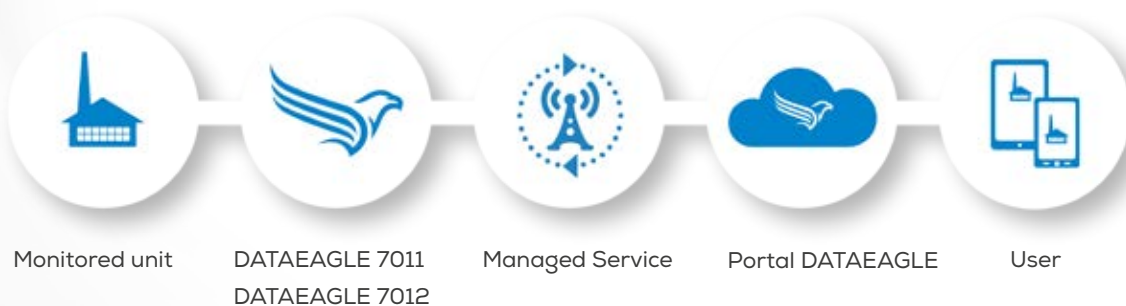 Monitored unit
DATAEAGLE 7011
DATAEAGLE 7012
Managed Service
Portal DATAEAGLE
User